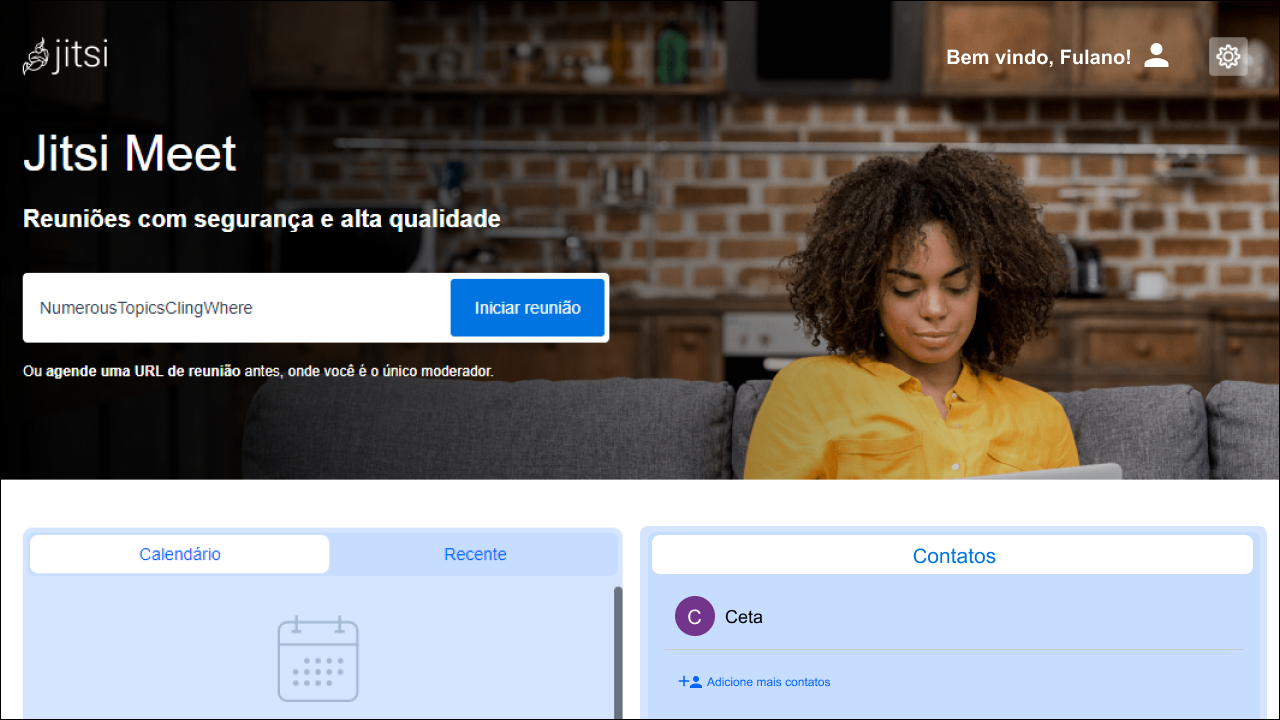 jitsi
Bem vindo, Fulano!
Jitsi Meet
Reuniões com segurança e alta qualidade
NumerousTopicsClingWhere
Iniciar reunião
Ou agende uma URL de reunião antes, onde você é o único moderador.
Calendário
Recente
Contatos
C
Ceta
Adicione mais contatos